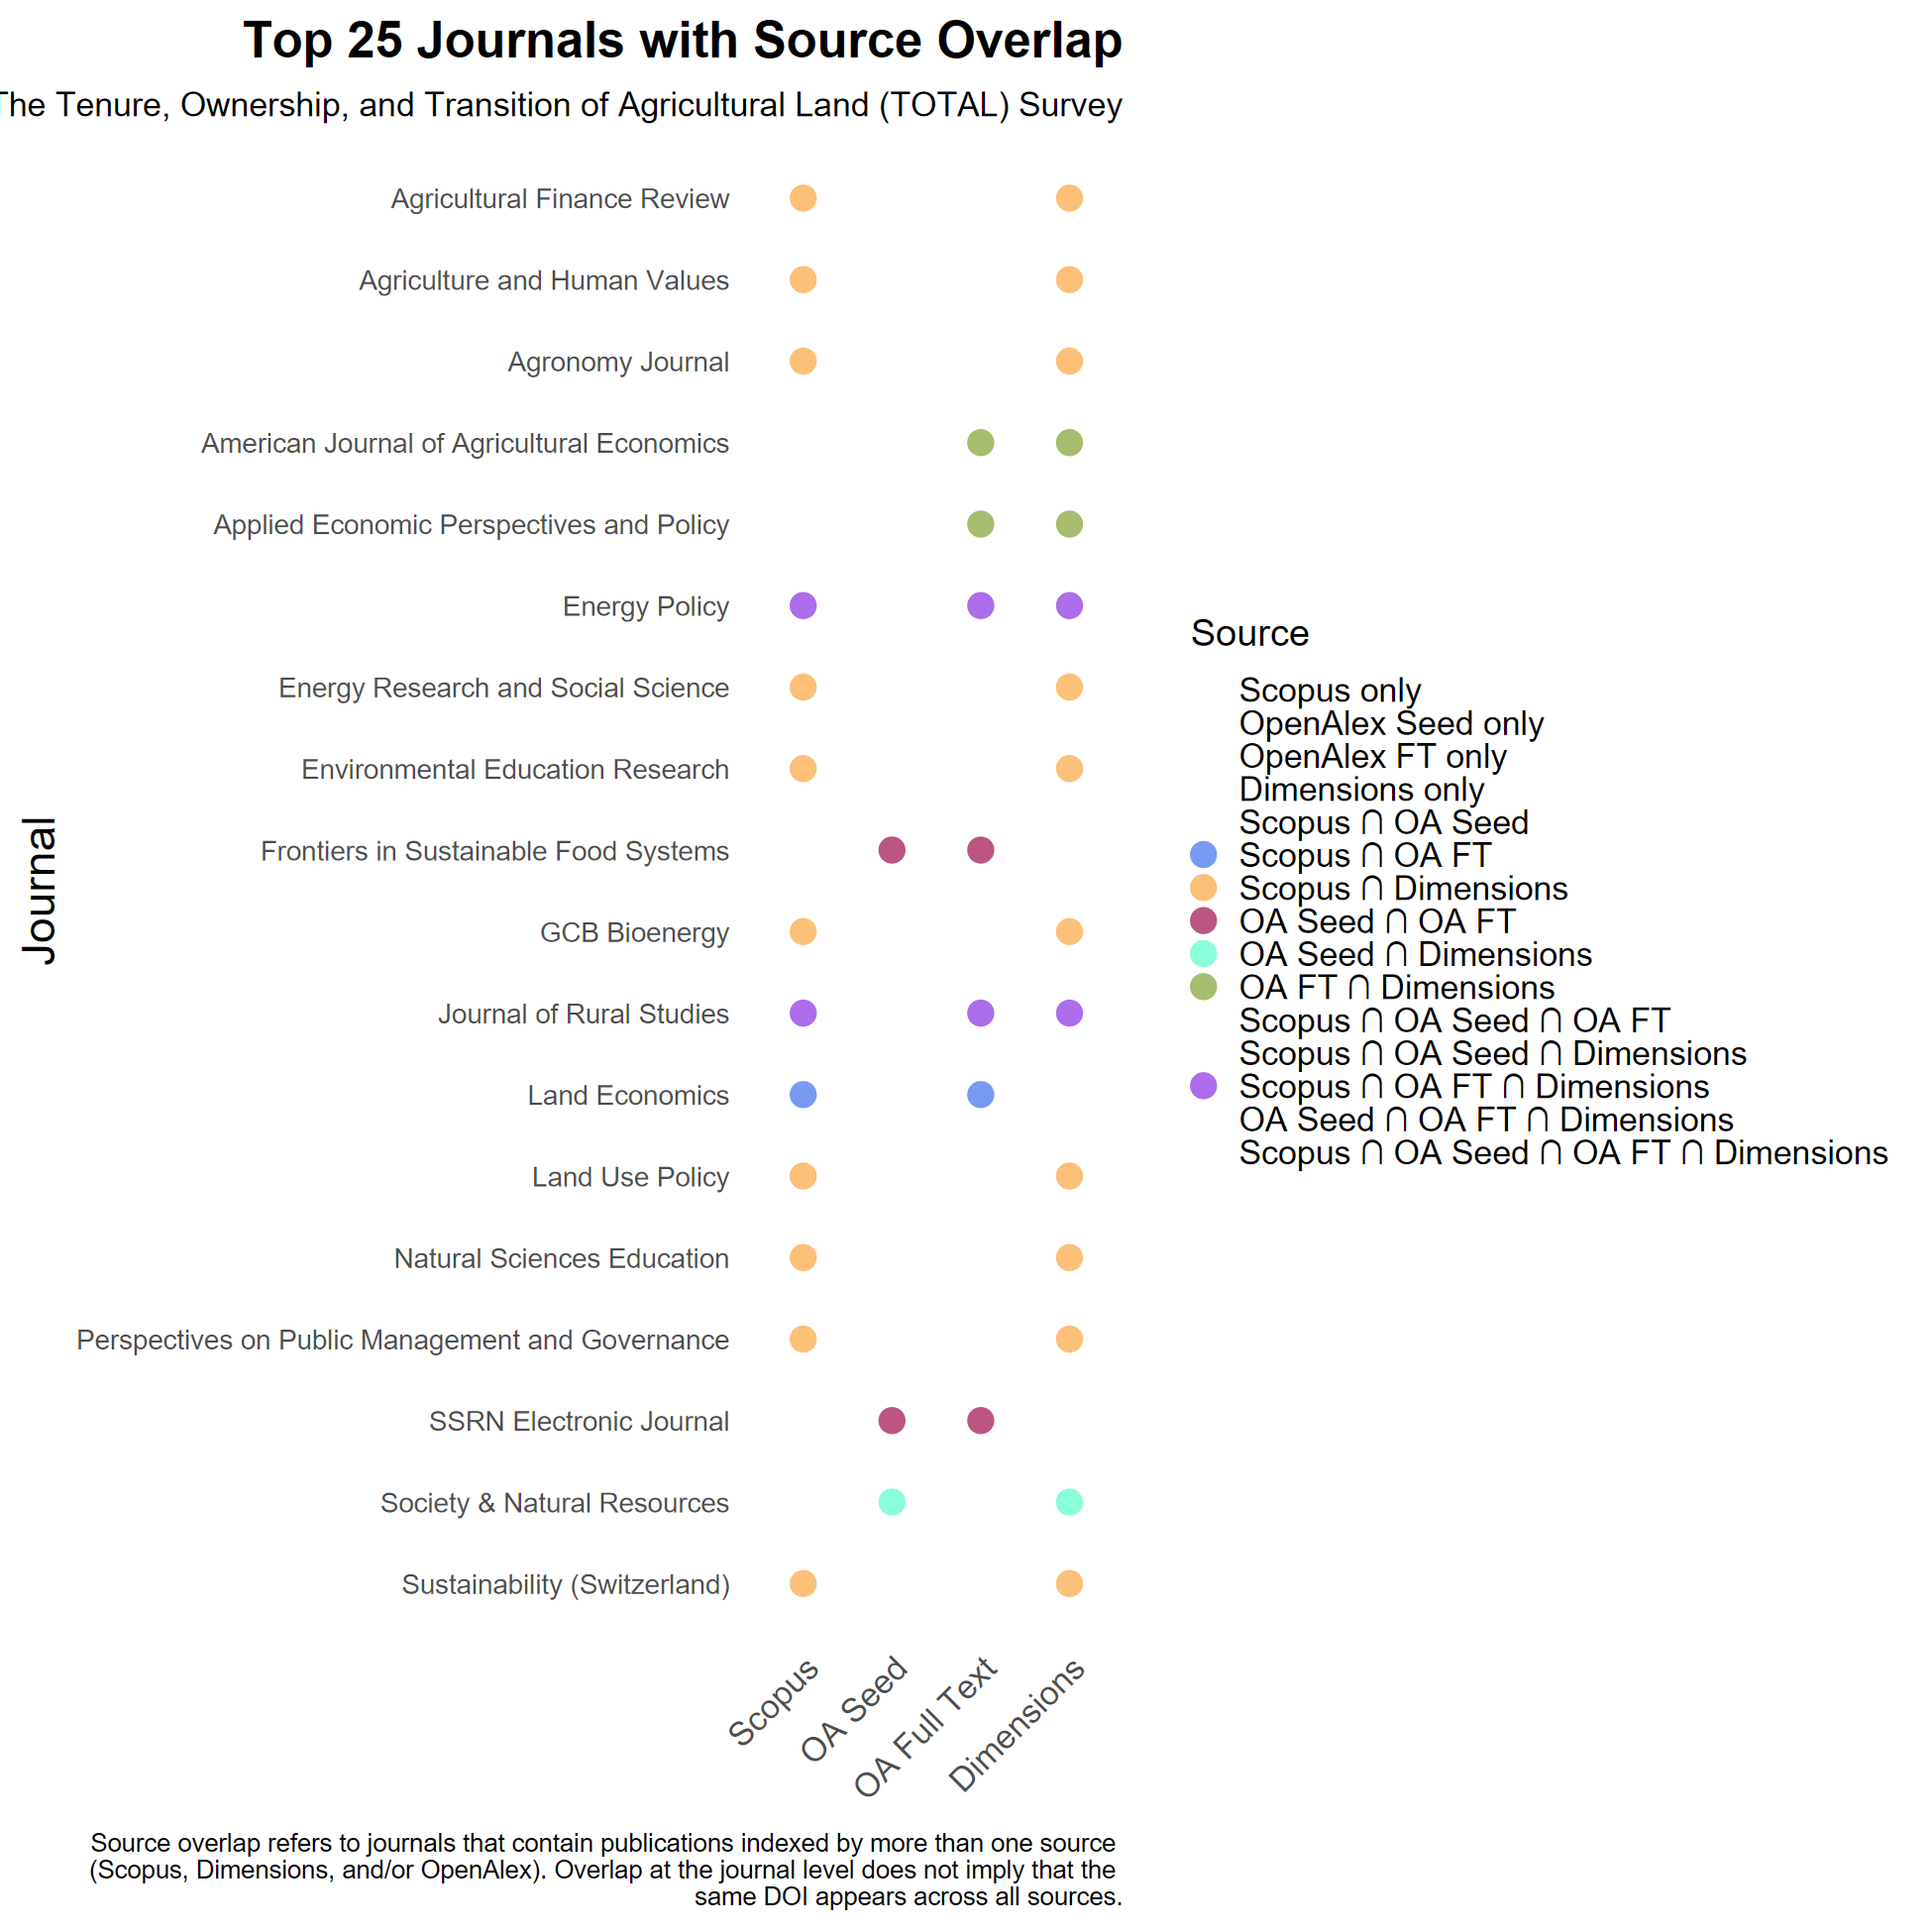 Top 25 Journals with Source Overlap
The Tenure, Ownership, and Transition of Agricultural Land (TOTAL) Survey
Journal
Agricultural Finance Review
Agriculture and Human Values
Agronomy Journal
American Journal of Agricultural Economics
Applied Economic Perspectives and Policy
Energy Policy
Energy Research and Social Science
Environmental Education Research
Frontiers in Sustainable Food Systems
GCB Bioenergy
Journal of Rural Studies
Land Economics
Land Use Policy
Natural Sciences Education
Perspectives on Public Management and Governance
SSRN Electronic Journal
Society & Natural Resources
Sustainability (Switzerland)
Scopus
OA Seed
OA Full Text
Dimensions
Source
Scopus only
OpenAlex Seed only
OpenAlex FT only
Dimensions only
Scopus ∩ OA Seed
Scopus ∩ OA FT
Scopus ∩ Dimensions
OA Seed ∩ OA FT
OA Seed ∩ Dimensions
OA FT ∩ Dimensions
Scopus ∩ OA Seed ∩ OA FT
Scopus ∩ OA Seed ∩ Dimensions
Scopus ∩ OA FT ∩ Dimensions
OA Seed ∩ OA FT ∩ Dimensions
Scopus ∩ OA Seed ∩ OA FT ∩ Dimensions
Source overlap refers to journals that contain publications indexed by more than one source
(Scopus, Dimensions, and/or OpenAlex). Overlap at the journal level does not imply that the
same DOI appears across all sources.